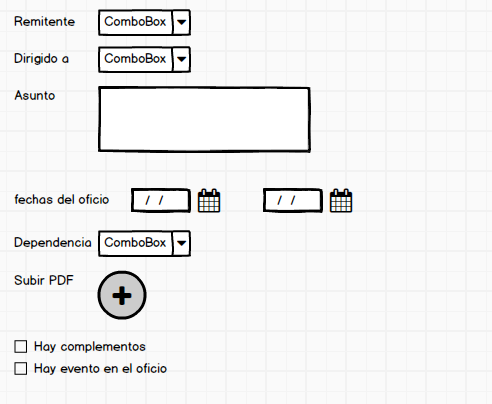 Remitente ComboBox
Dirigido a ComboBox
Asunto
fechas del oficio / / / /
Dependencia ComboBox
Subir PDF
Hay complementos
Hay evento en el oficio